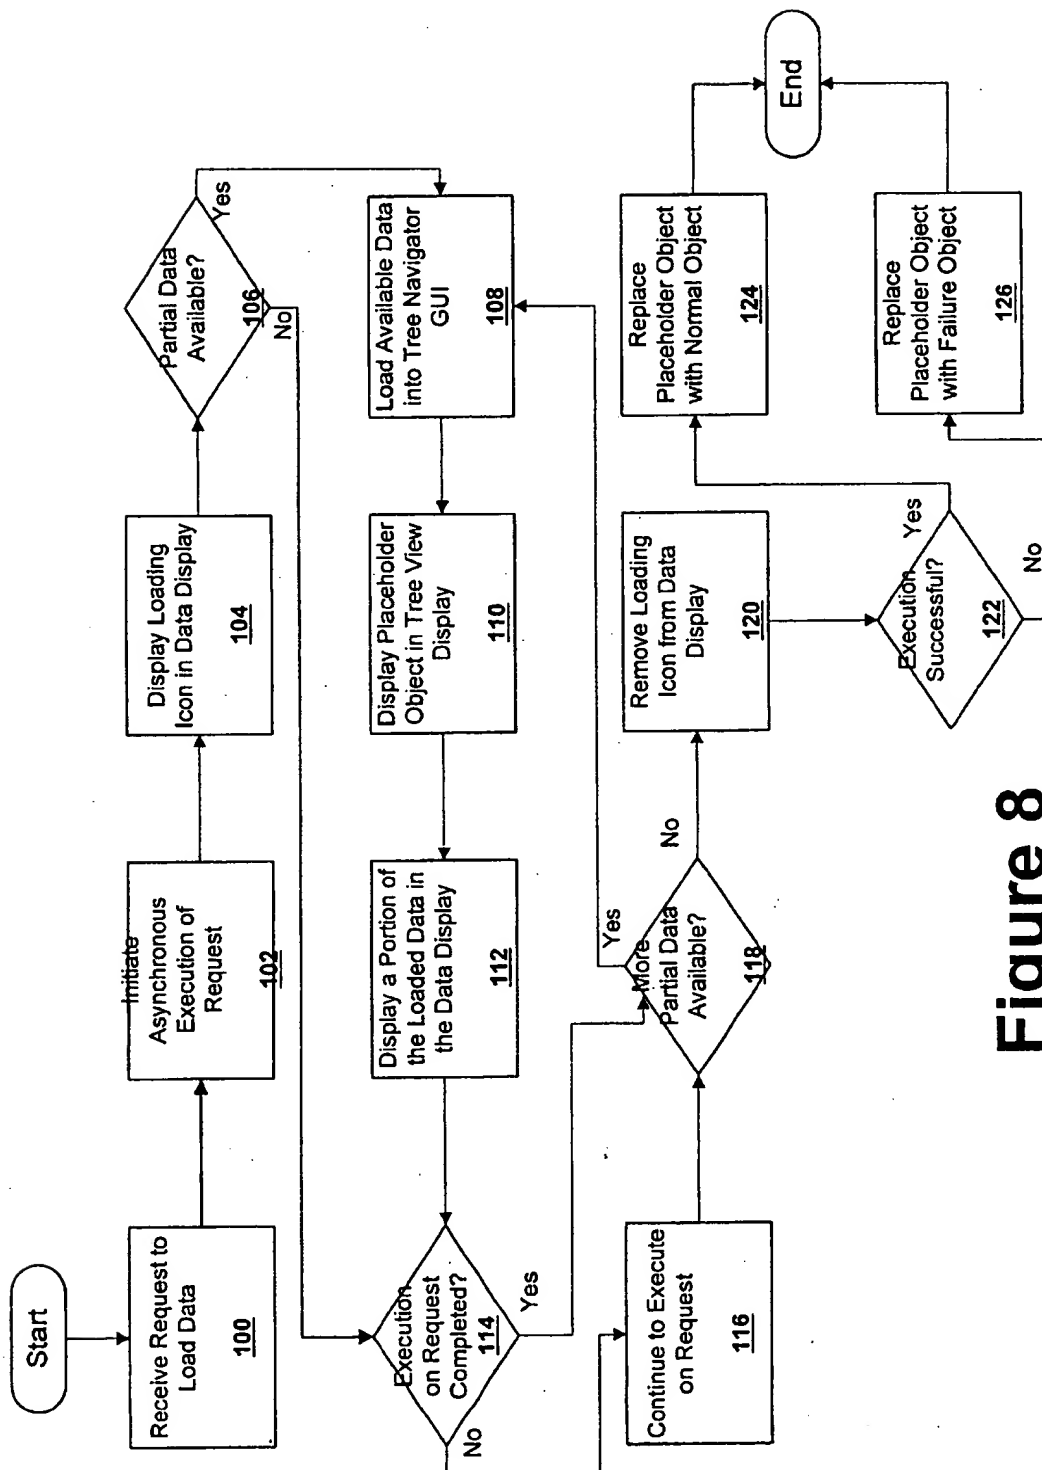 Start
Receive Request to
Load Data
100
Initiate
Asynchronous
Execution of
Request
102
Display Loading
Icon in Data Display
104
Partial Data
Available?
106
Yes
No
Load Available Data
into Tree Navigator
GUI
108
Display Placeholder
Object in Tree View
Display
110
Display a Portion of
the Loaded Data in
the Data Display
112
Execution
on Request
Completed?
114
Yes
No
Continue to Execute
on Request
116
More
Partial Data
Available?
118
Yes
No
Remove Loading
Icon from Data
Display
120
Execution
Successful?
122
Yes
No
Replace
Placeholder Object
with Normal Object
124
Replace
Placeholder Object
with Failure Object
126
End
Figure 8